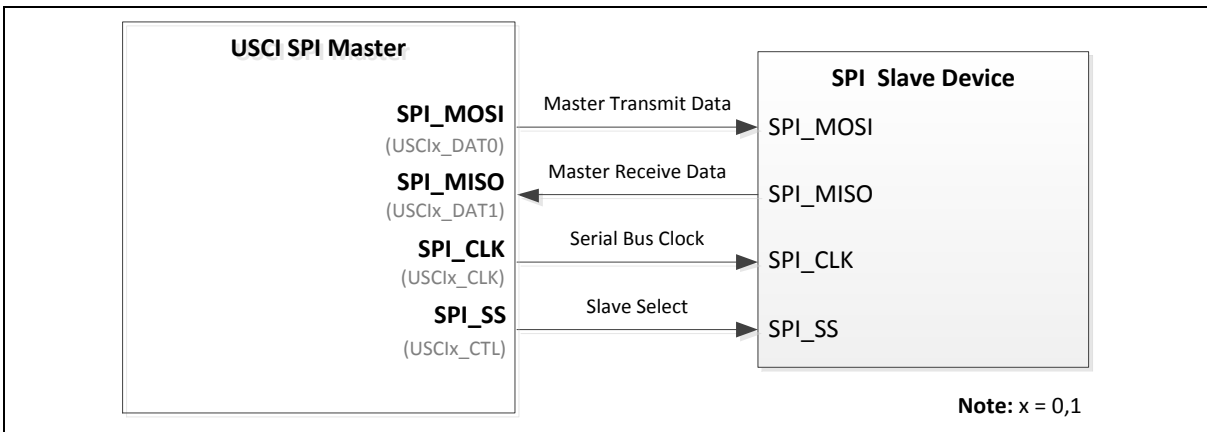 USCI SPI Master
SPI_MOSI
(USCIx_DAT0)
SPI_MISO
(USCIx_DAT1)
SPI_CLK
(USCIx_CLK)
SPI_SS
(USCIx_CTL)
Master Transmit Data
Master Receive Data
Serial Bus Clock
Slave Select
SPI Slave Device
SPI_MOSI
SPI_MISO
SPI_CLK
SPI_SS
Note: x = 0,1